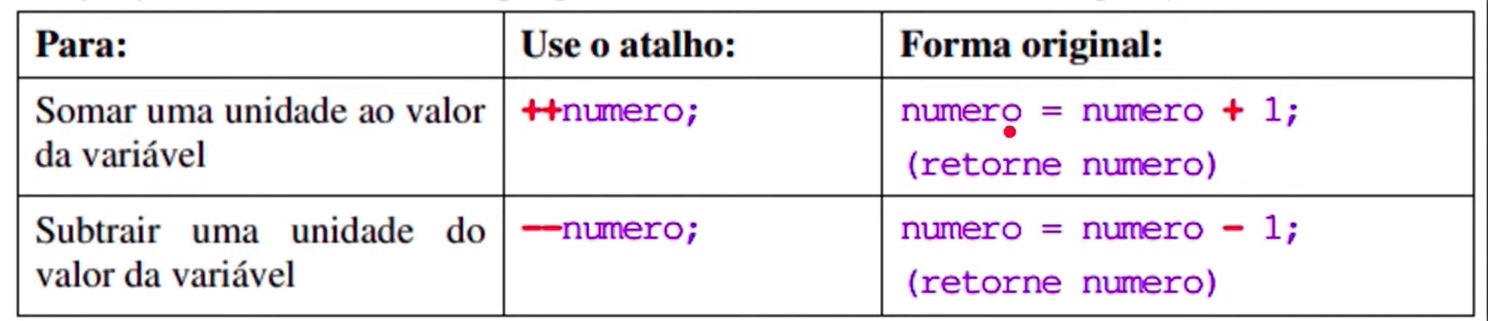 Para:
Use o atalho:
Forma original:
Somar uma unidade ao valor
da variável
++numero;
numero = numero + 1;
(retorne numero)
Subtrair uma unidade do
valor da variável
--numero;
numero = numero - 1;
(retorne numero)